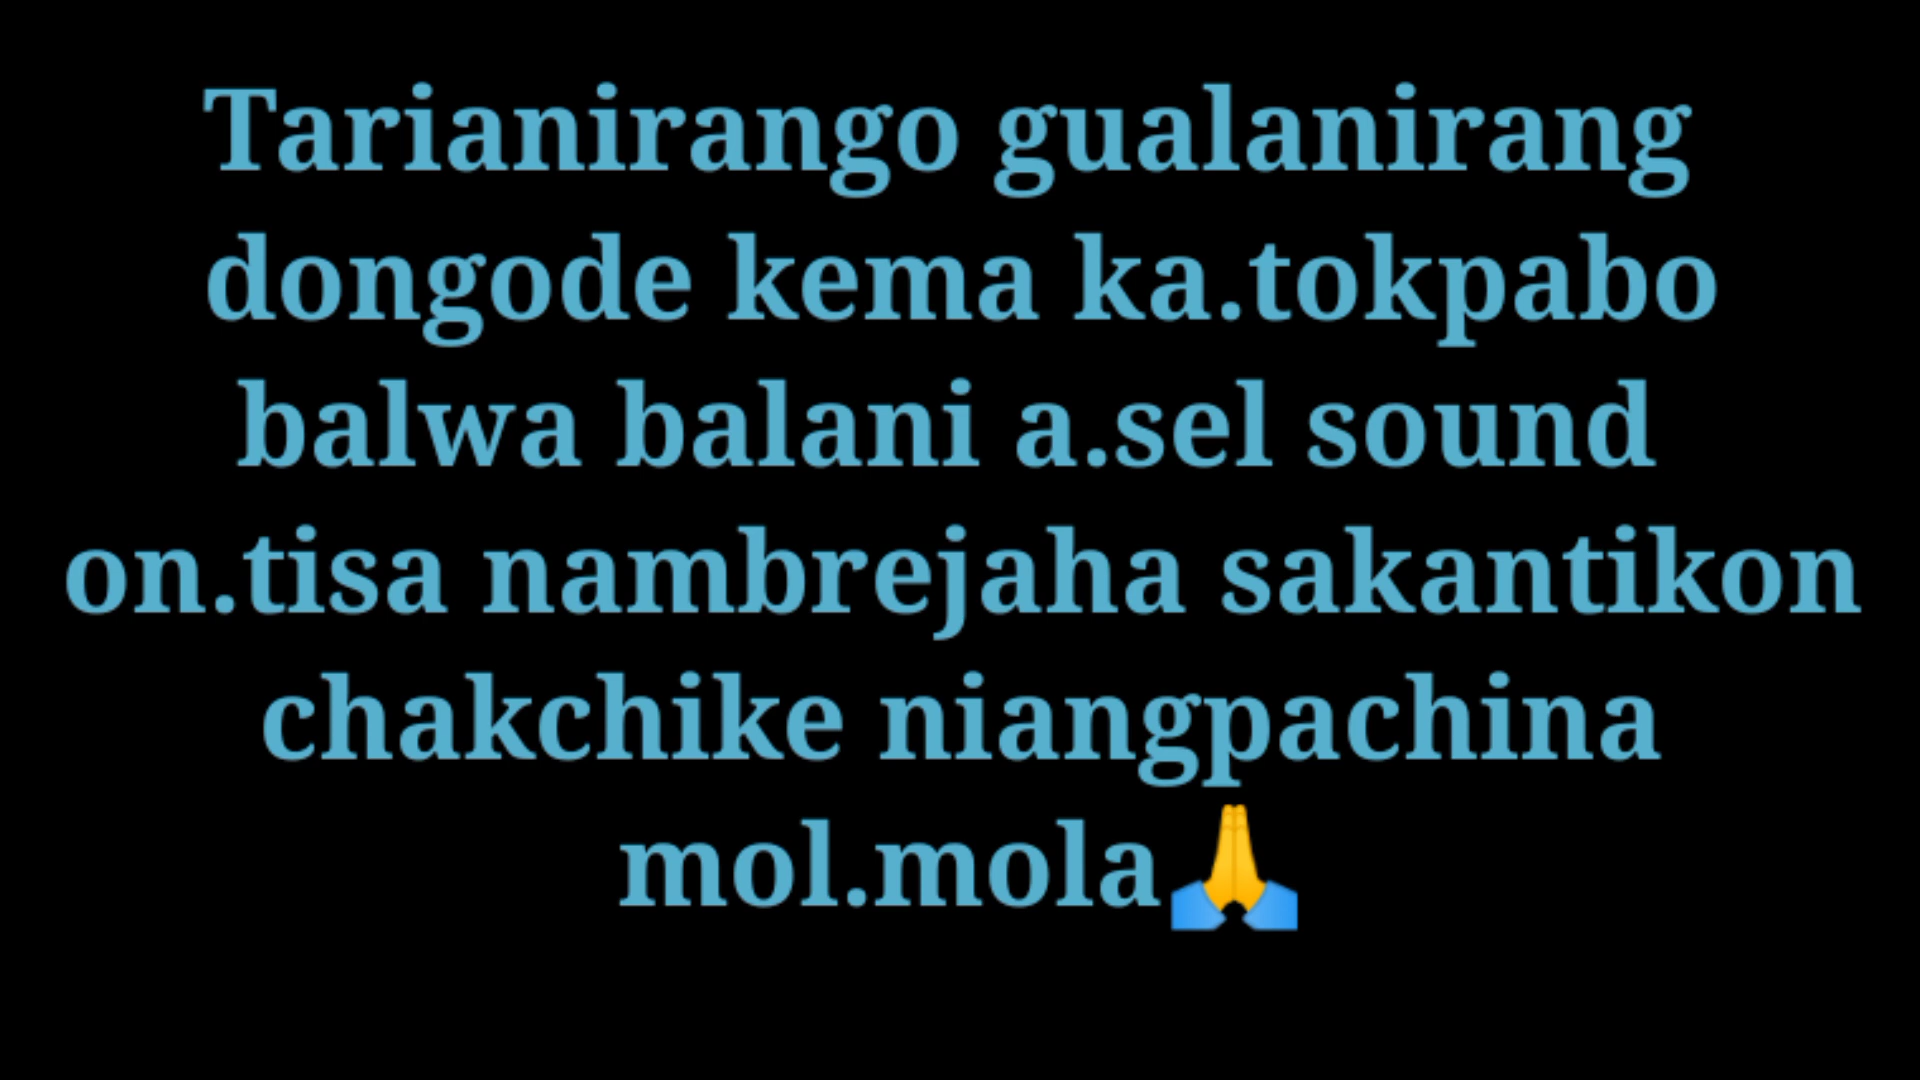 Tarianirango gualanirang
dongode kema ka.tokpabo
balwa balani a.sel sound
on.tisa nambrejaha sakantikon
chakchike niangpachina
mol.mola🙏